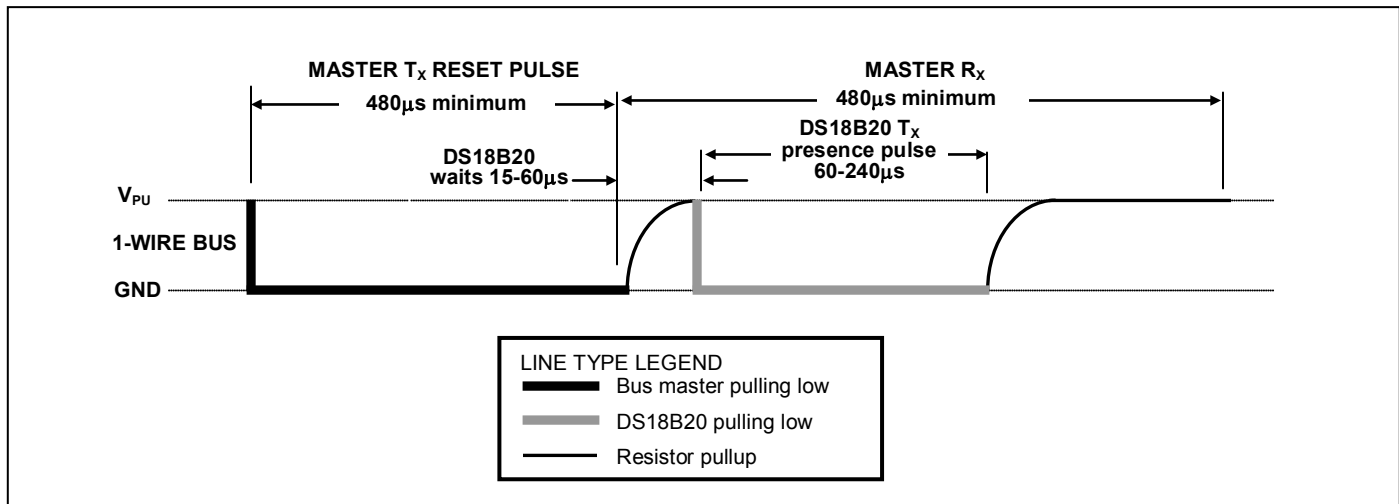 MASTER TX RESET PULSE
480μs minimum
MASTER RX
480μs minimum
DS18B20 TX
presence pulse
60-240μs
DS18B20
waits 15-60μs
VPU
1-WIRE BUS
GND
LINE TYPE LEGEND
Bus master pulling low
DS18B20 pulling low
Resistor pullup